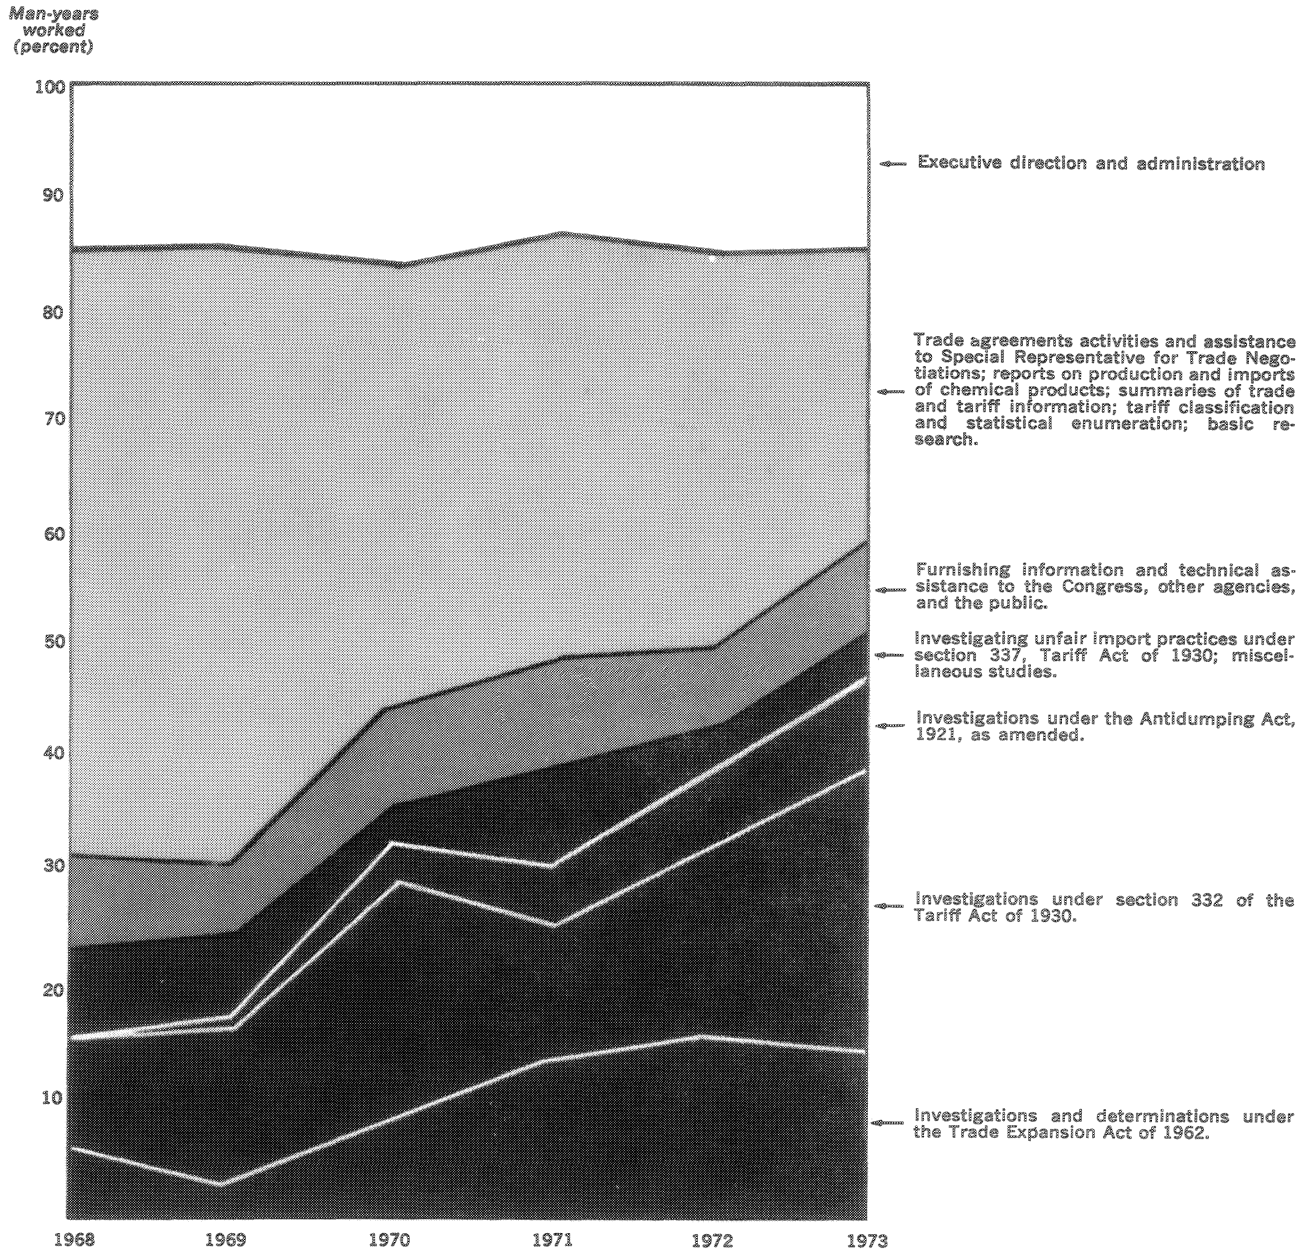 Man-years
worked
(percent)
100
90
80
70
60
50
40
30
20
10
Executive direction and administration
Trade agreements activities and assistance
to Special Representative for Trade Nego-
tiations; reports on production and imports
of chemical products; summaries of trade
and tariff information; tariff classification
and statistical enumeration; basic re-
search.
Furnishing information and technical as-
sistance to the Congress, other agencies,
and the public.
Investigating unfair import practices under
section 337, Tariff Act of 1930; miscel-
laneous studies.
Investigations under the Antidumping Act,
1921, as amended.
Investigations under section 332 of the
Tariff Act of 1930.
Investigations and determinations under
the Trade Expansion Act of 1962.
1968 1969 1970 1971 1972 1973